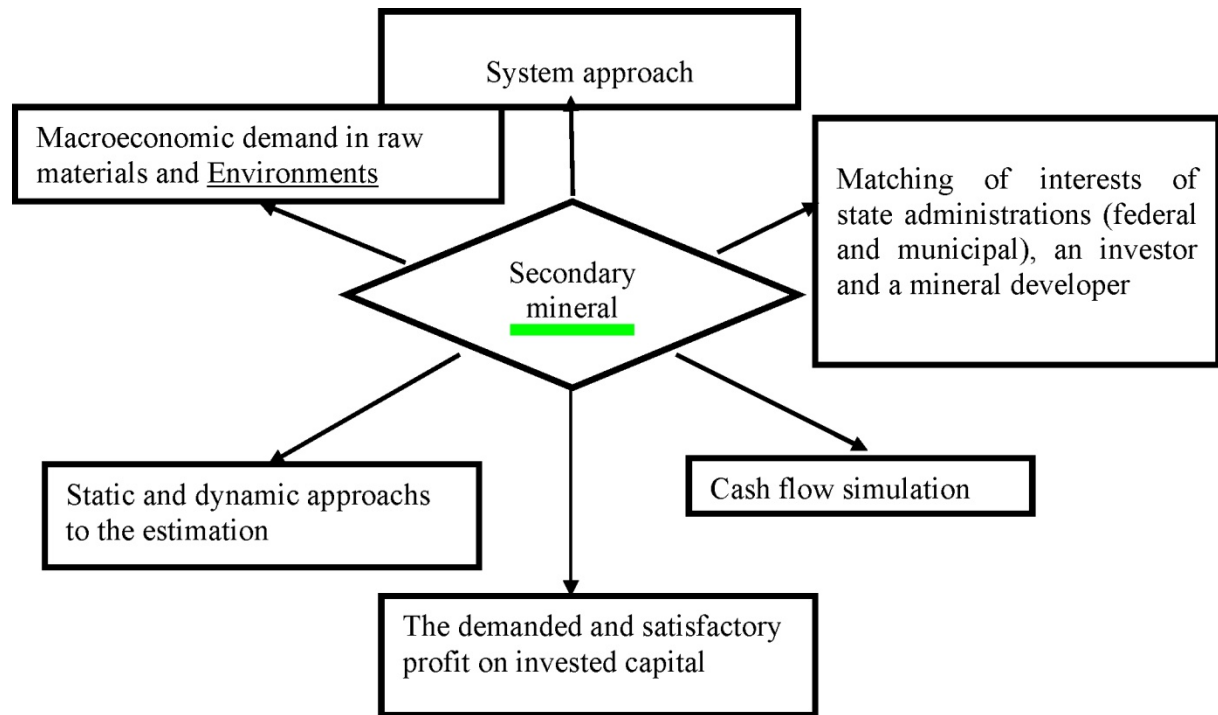 System approach
Macroeconomic demand in raw
materials and Environments
Matching of interests of
state administrations (federal
and municipal), an investor
and a mineral developer
Secondary
mineral
Static and dynamic approachs
to the estimation
Cash flow simulation
The demanded and satisfactory
profit on invested capital